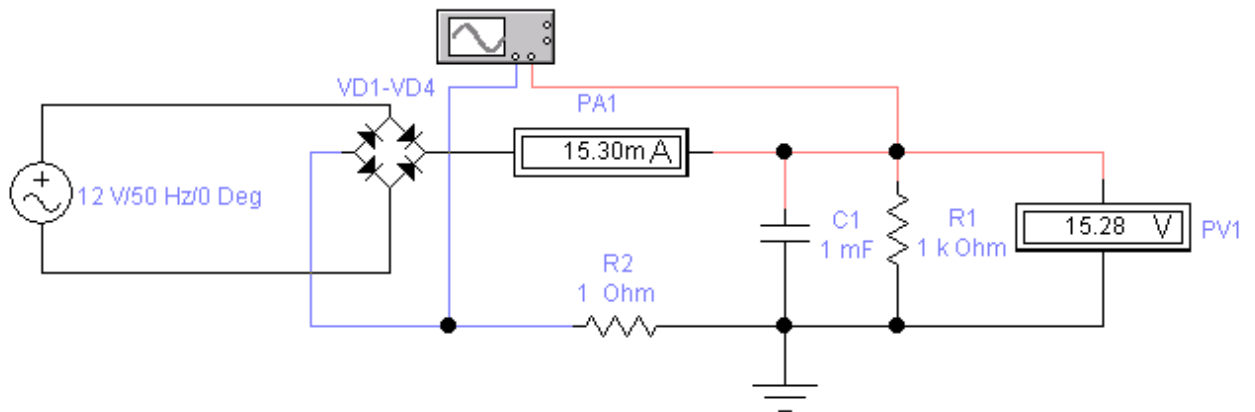 VD1-VD4
PA1
15.30m A
12 V/50 Hz/0 Deg
C1
1 mF
R1
1 k Ohm
15.28 V
PV1
R2
1 Ohm